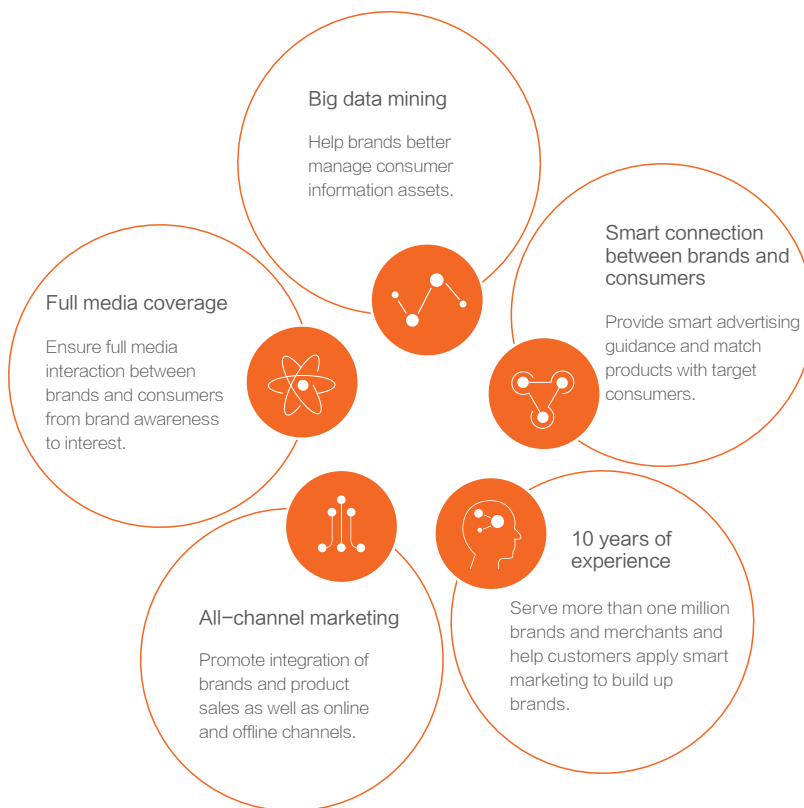 Big data mining
Help brands better
manage consumer
information assets.
Smart connection
between brands and
consumers
Provide smart advertising
guidance and match
products with target
consumers.
Full media coverage
Ensure full media
interaction between
brands and consumers
from brand awareness
to interest.
10 years of
experience
Serve more than one million
brands and merchants and
help customers apply smart
marketing to build up
brands.
All-channel marketing
Promote integration of
brands and product
sales as well as online
and offline channels.